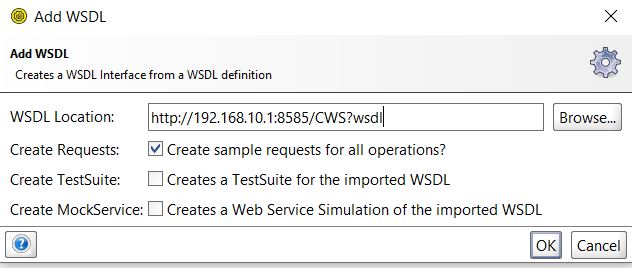 Add WSDL
Add WSDL
Creates a WSDL Interface from a WSDL definition
WSDL Location: http://192.168.10.1:8585/CWS?wsdl Browse...
Create Requests: Create sample requests for all operations?
Create TestSuite: Creates a TestSuite for the imported WSDL
Create MockService: Creates a Web Service Simulation of the imported WSDL
? OK Cancel